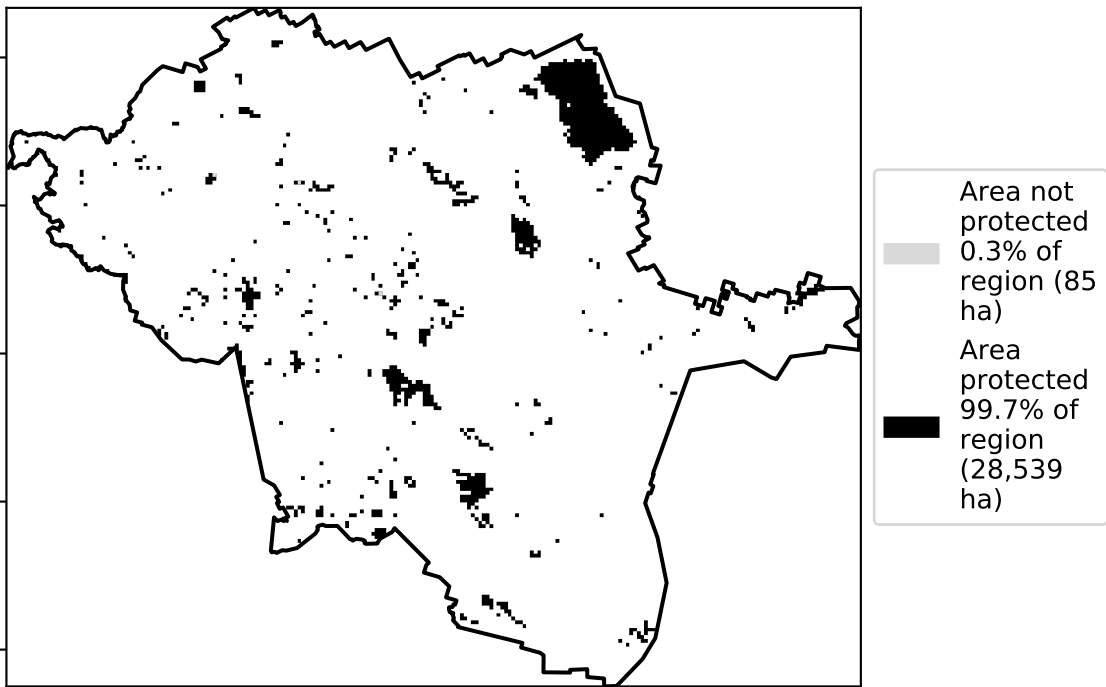 Area not
protected
0.3% of
region (85
ha)
Area
protected
99.7% of
region
(28,539
ha)